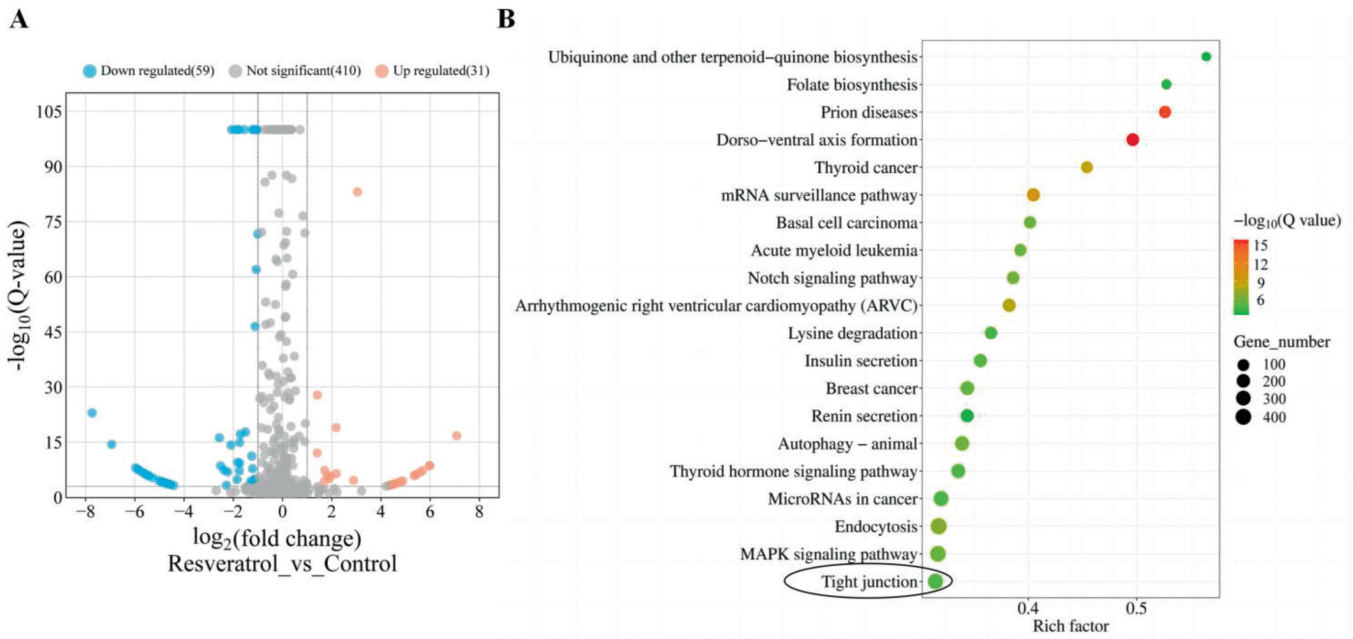 A
Down regulated(59) Not significant(410) Up regulated(31)
105
90
75
60
45
30
15
0
-log10(Q-value)
−8 −6 −4 −2 0 2 4 6 8
log2(fold change)
Resveratrol_vs_Control
B
Ubiquinone and other terpenoid−quinone biosynthesis
Folate biosynthesis
Prion diseases
Dorso−ventral axis formation
Thyroid cancer
mRNA surveillance pathway
Basal cell carcinoma
Acute myeloid leukemia
Notch signaling pathway
Arrhythmogenic right ventricular cardiomyopathy (ARVC)
Lysine degradation
Insulin secretion
Breast cancer
Renin secretion
Autophagy − animal
Thyroid hormone signaling pathway
MicroRNAs in cancer
Endocytosis
MAPK signaling pathway
Tight junction
0.4 0.5
Rich factor
−log10(Q value)
15
12
9
6
Gene_number
100
200
300
400